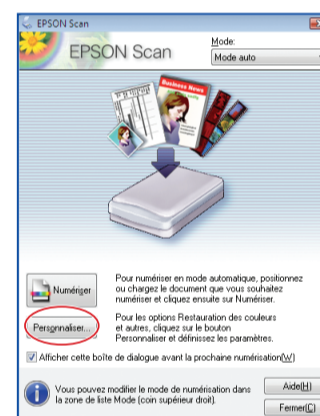 EPSON Scan
EPSON Scan
Mode:
Mode auto
Business News
Numériser
Pour numériser en mode automatique, positionnez
ou chargez le document que vous souhaitez
numériser et cliquez ensuite sur Numériser.
Personnaliser...
Pour les options Restauration des couleurs
et autres, cliquez sur le bouton
Personnaliser et définissez les paramètres.
Afficher cette boîte de dialogue avant la prochaine numérisation(W)
Vous pouvez modifier le mode de numérisation dans
la zone de liste Mode (coin supérieur droit).
Aide(H)
Fermer(C)